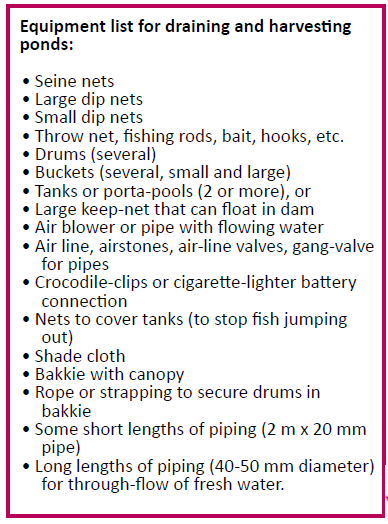 Equipment list for draining and harvesting
ponds:
• Seine nets
• Large dip nets
• Small dip nets
• Throw net, fishing rods, bait, hooks, etc.
• Drums (several)
• Buckets (several, small and large)
• Tanks or porta-pools (2 or more), or
• Large keep-net that can float in dam
• Air blower or pipe with flowing water
• Air line, airstones, air-line valves, gang-valve
for pipes
• Crocodile-clips or cigarette-lighter battery
connection
• Nets to cover tanks (to stop fish jumping
out)
• Shade cloth
• Bakkie with canopy
• Rope or strapping to secure drums in
bakkie
• Some short lengths of piping (2 m x 20 mm
pipe)
• Long lengths of piping (40-50 mm diameter)
for through-flow of fresh water.